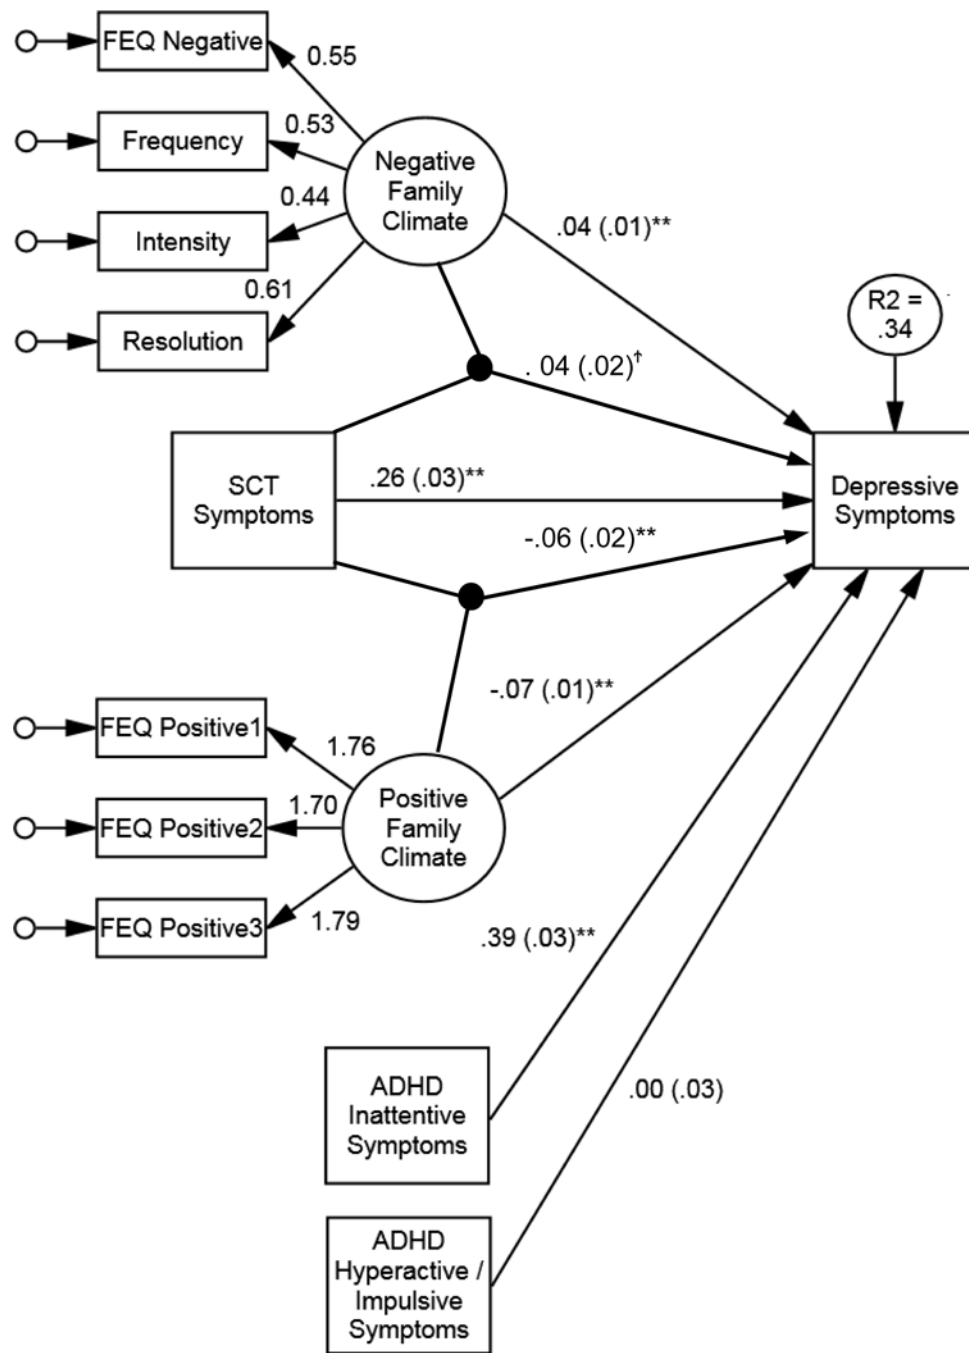 FEQ Negative
0.55
Frequency
0.53
Negative
Family
Climate
Intensity
0.44
.04 (.01)**
0.61
Resolution
R2 =
.34
. 04 (.02)†
SCT
Symptoms
.26 (.03)**
Depressive
Symptoms
-.06 (.02)**
-.07 (.01)**
FEQ Positive1
1.76
FEQ Positive2
1.70
Positive
Family
Climate
FEQ Positive3
1.79
.39 (.03)**
ADHD
Inattentive
Symptoms
.00 (.03)
ADHD
Hyperactive /
Impulsive
Symptoms